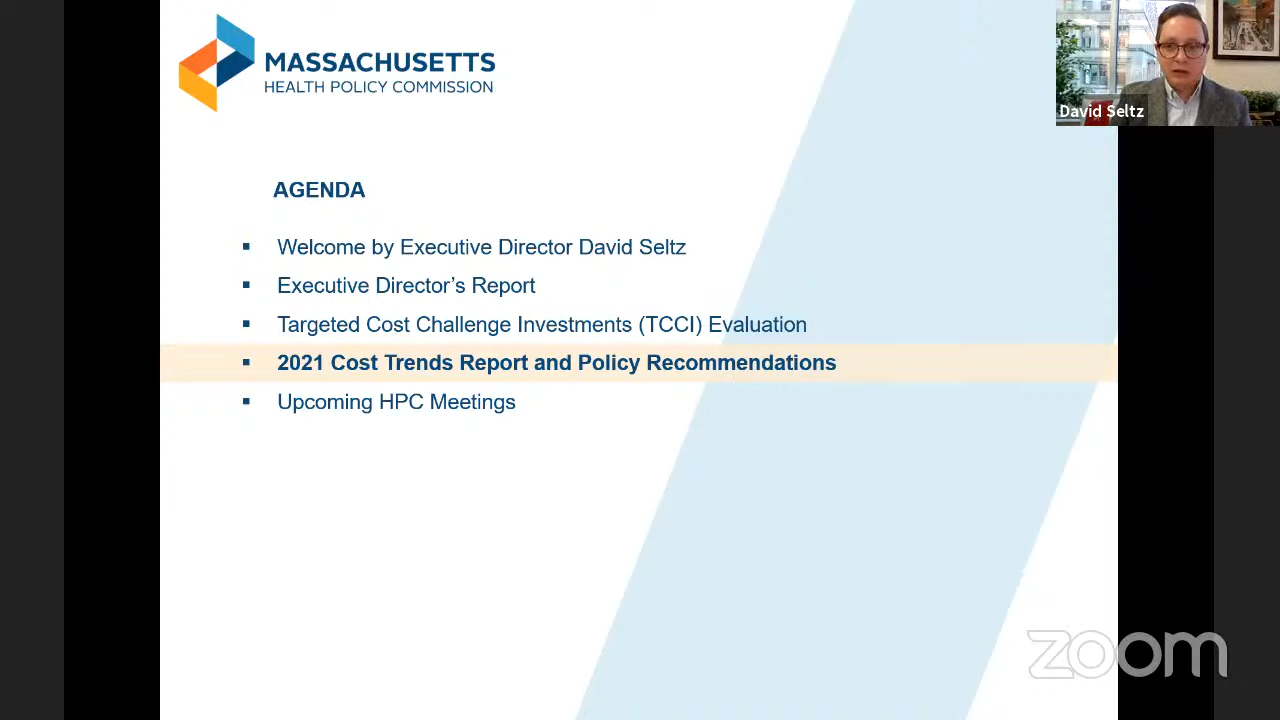 MASSACHUSETTS
HEALTH POLICY COMMISSION
David Seltz
AGENDA
▪ Welcome by Executive Director David Seltz
▪ Executive Director’s Report
▪ Targeted Cost Challenge Investments (TCCI) Evaluation
▪ 2021 Cost Trends Report and Policy Recommendations
▪ Upcoming HPC Meetings
zoom